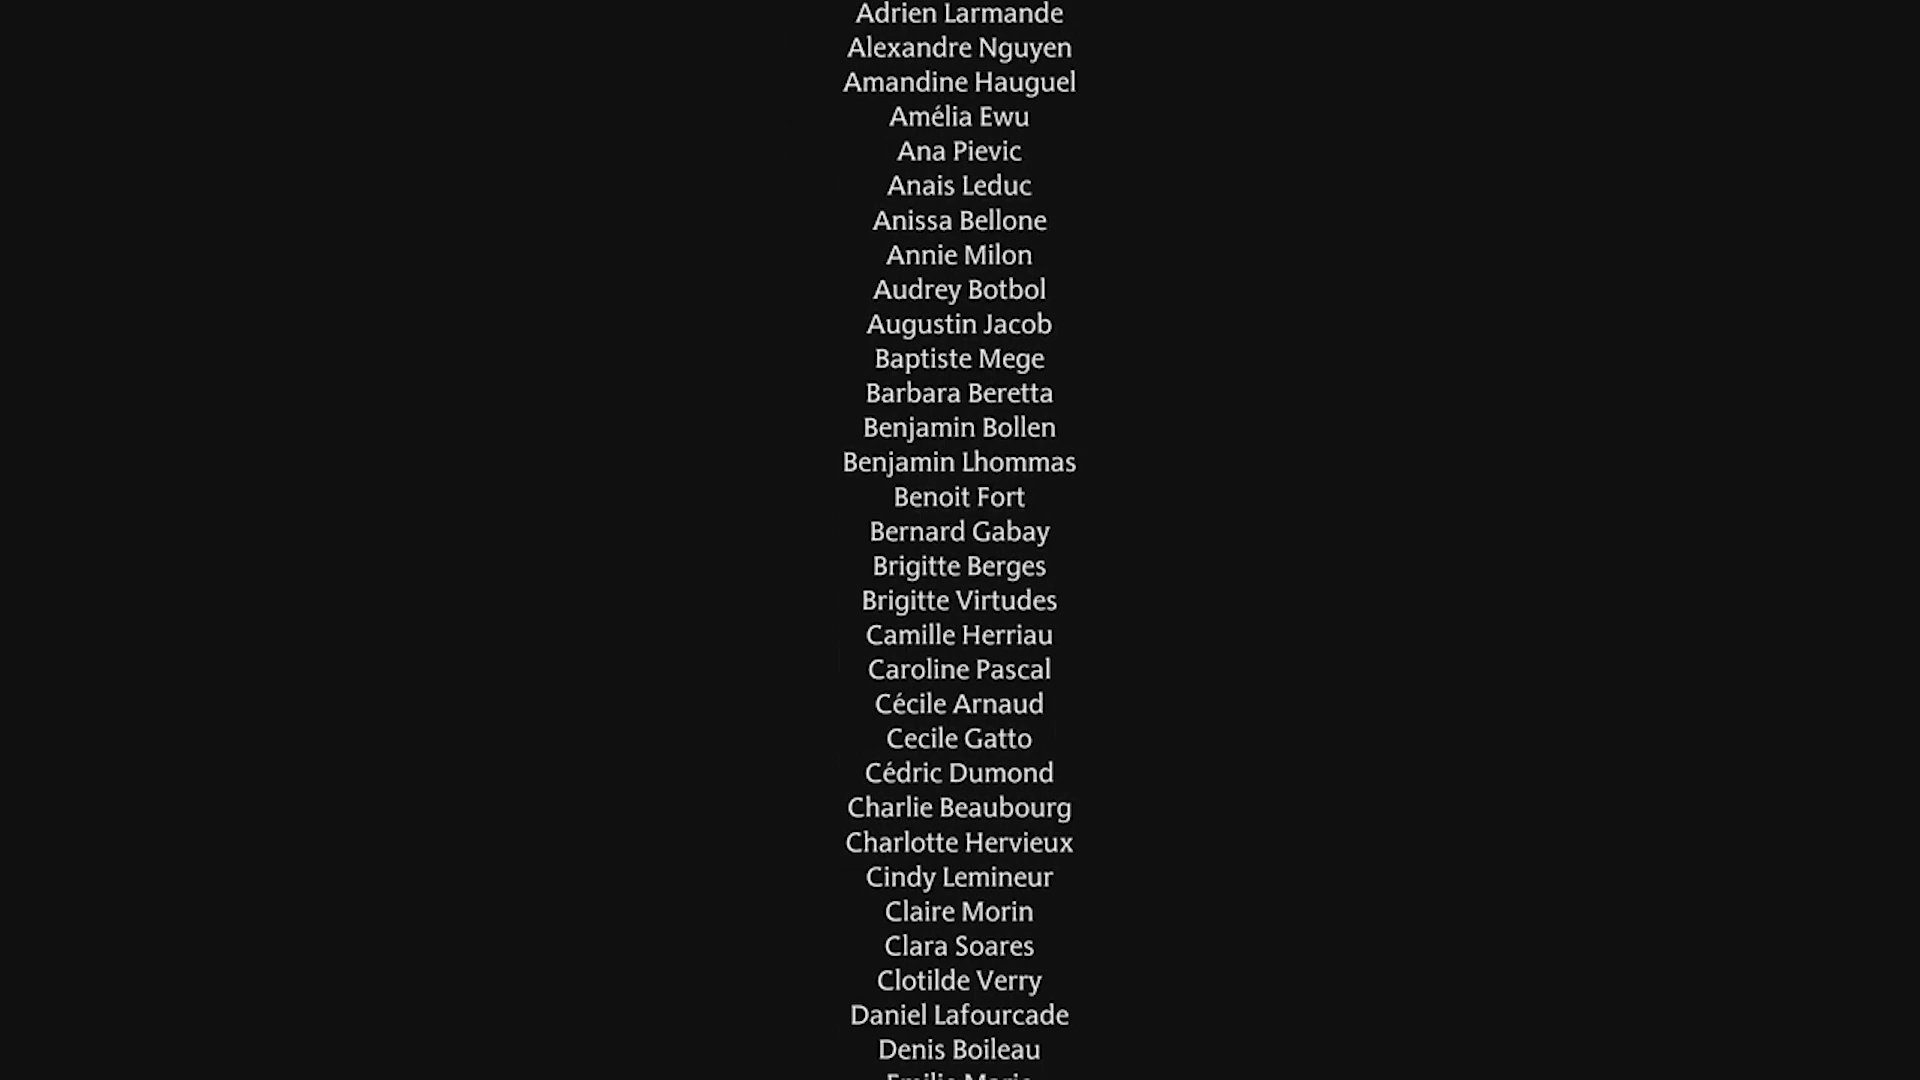 Adrien Larmande
Alexandre Nguyen
Amandine Hauguel
Amélia Ewu
Ana Pievic
Anais Leduc
Anissa Bellone
Annie Milon
Audrey Botbol
Augustin Jacob
Baptiste Mege
Barbara Beretta
Benjamin Bollen
Benjamin Lhommas
Benoit Fort
Bernard Gabay
Brigitte Berges
Brigitte Virtudes
Camille Herriau
Caroline Pascal
Cécile Arnaud
Cecile Gatto
Cédric Dumond
Charlie Beaubourg
Charlotte Hervieux
Cindy Lemineur
Claire Morin
Clara Soares
Clotilde Verry
Daniel Lafourcade
Denis Boileau